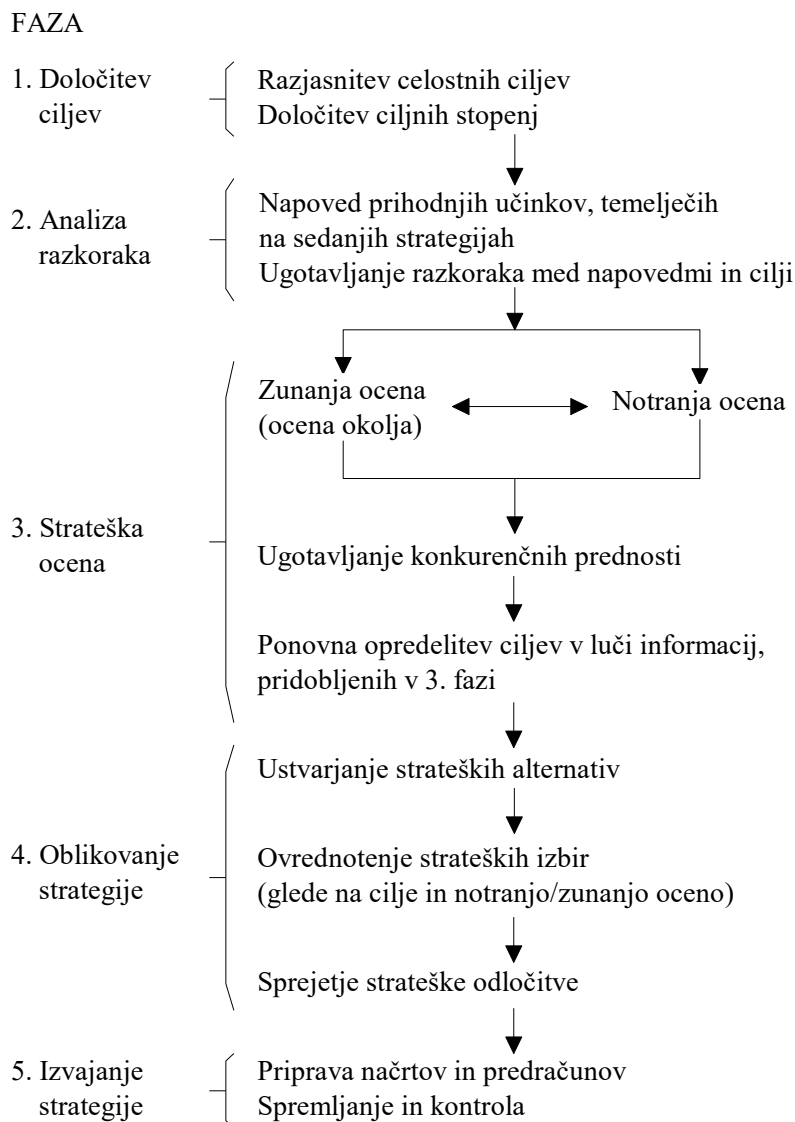 FAZA
1. Določitev
ciljev
Razjasnitev celostnih ciljev
Določitev ciljnih stopenj
2. Analiza
razkoraka
Napoved prihodnjih učinkov, temelječih
na sedanjih strategijah
Ugotavljanje razkoraka med napovedmi in cilji
3. Strateška
ocena
Zunanja ocena
(ocena okolja)
Notranja ocena
Ugotavljanje konkurenčnih prednosti
Ponovna opredelitev ciljev v luči informacij,
pridobljenih v 3. fazi
4. Oblikovanje
strategije
Ustvarjanje strateških alternativ
Ovrednotenje strateških izbir
(glede na cilje in notranjo/zunanjo oceno)
Sprejetje strateške odločitve
5. Izvajanje
strategije
Priprava načrtov in predračunov
Spremljanje in kontrola